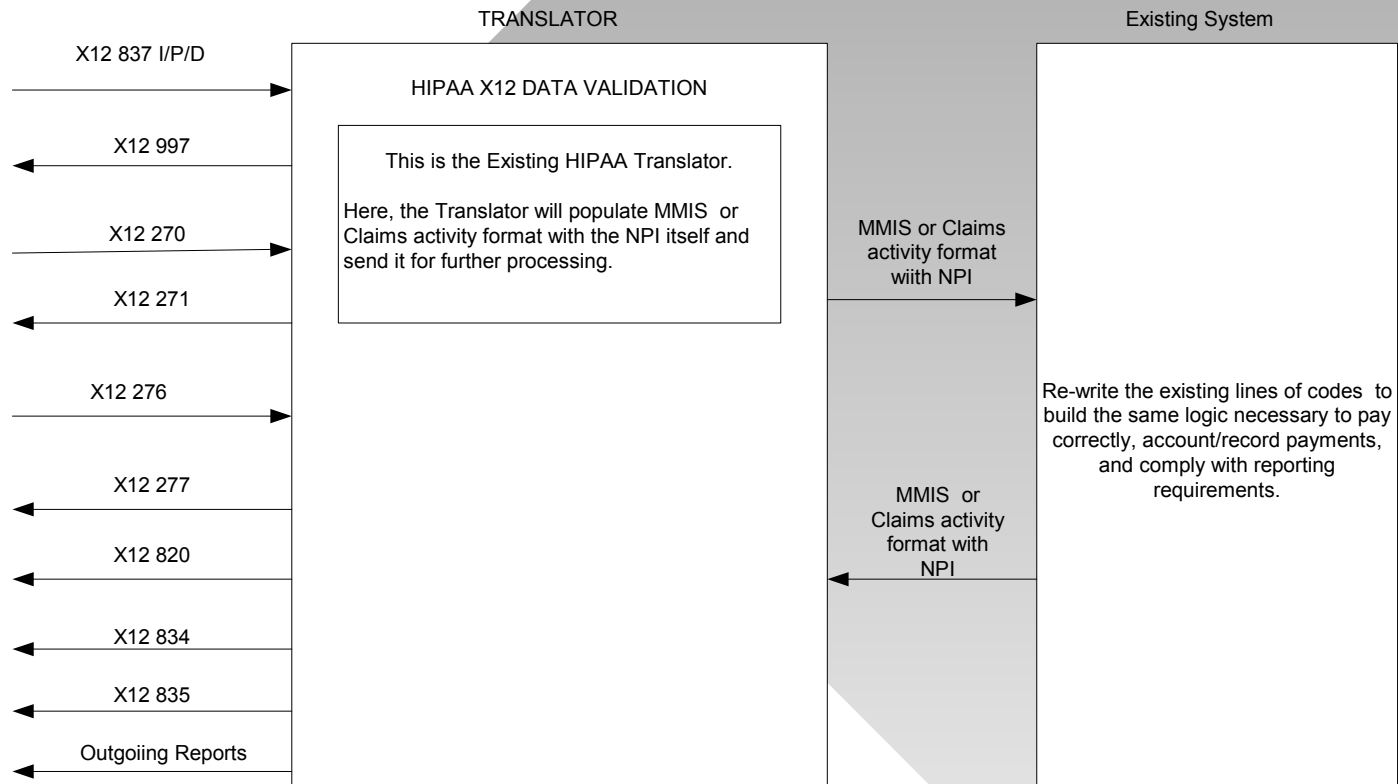 TRANSLATOR
Existing System
X12 837 I/P/D
HIPAA X12 DATA VALIDATION
X12 997
This is the Existing HIPAA Translator.
Here, the Translator will populate MMIS  or
Claims activity format with the NPI itself and
send it for further processing.
X12 270
X12 271
MMIS or Claims
activity format
wiith NPI
X12 276
Re-write the existing lines of codes  to
build the same logic necessary to pay
correctly, account/record payments,
and comply with reporting
requirements.
X12 277
MMIS  or
Claims activity
format with
NPI
X12 820
X12 834
X12 835
Outgoiing Reports